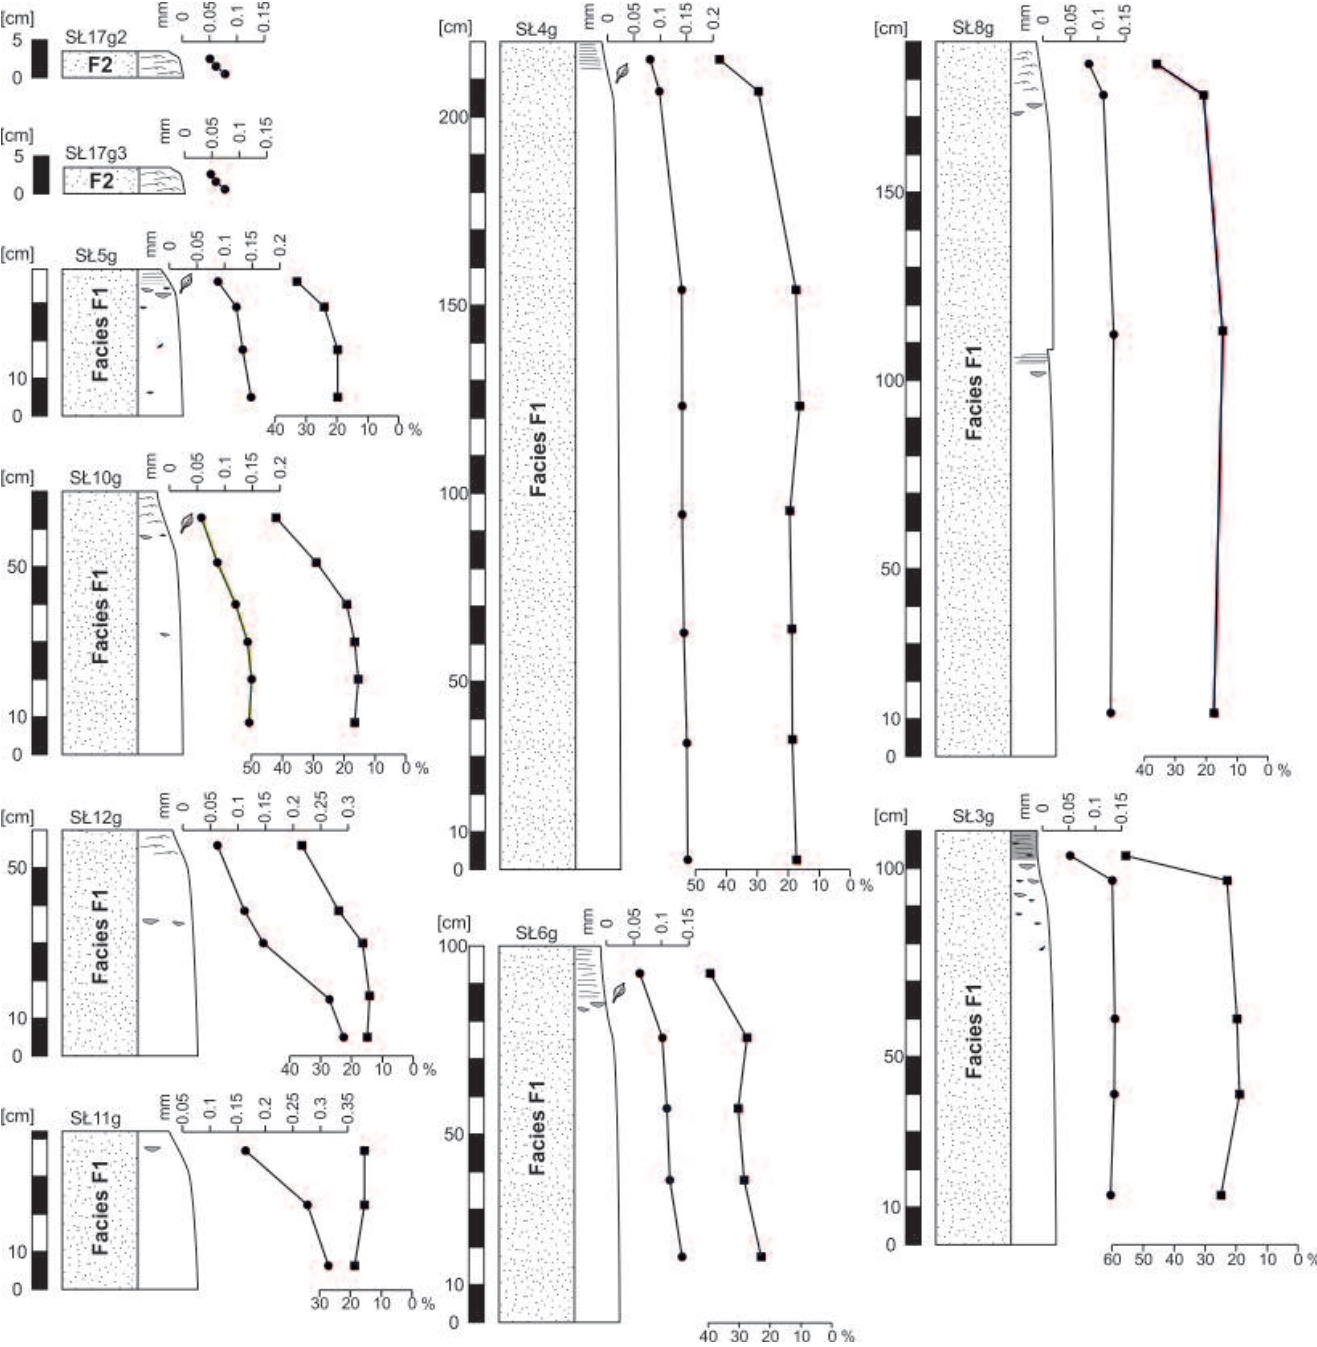 [cm]
SŁ17g2
mm
0
0.05
0.1
0.15
5
0
F2
[cm]
SŁ17g3
mm
0
0.05
0.1
0.15
5
0
F2
[cm]
SŁ5g
mm
0
0.05
0.1
0.15
0.2
10
0
Facies F1
40 30 20 10 0 %
[cm]
SŁ10g
mm
0
0.05
0.1
0.15
0.2
50
10
0
Facies F1
50 40 30 20 10 0 %
[cm]
SŁ12g
mm
0
0.05
0.1
0.15
0.2
0.25
0.3
50
10
0
Facies F1
40 30 20 10 0 %
[cm]
SŁ11g
mm
0.05
0.1
0.15
0.2
0.25
0.3
0.35
10
0
Facies F1
30 20 10 0 %
[cm]
SŁ4g
mm
0
0.05
0.1
0.15
0.2
200
150
100
50
10
0
Facies F1
50 40 30 20 10 0 %
[cm]
SŁ6g
mm
0
0.05
0.1
0.15
100
50
10
0
Facies F1
40 30 20 10 0 %
[cm]
SŁ8g
mm
0
0.05
0.1
0.15
150
100
50
10
0
Facies F1
40 30 20 10 0 %
[cm]
SŁ3g
mm
0
0.05
0.1
0.15
100
50
10
0
Facies F1
60 50 40 30 20 10 0 %